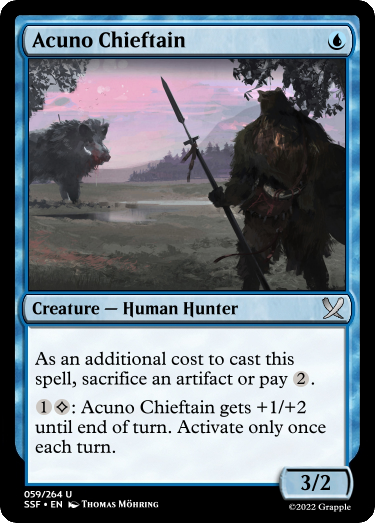 Acuno Chieftain
Creature — Human Hunter
As an additional cost to cast this
spell, sacrifice an artifact or pay 2.
1: Acuno Chieftain gets +1/+2
until end of turn. Activate only once
each turn.
3/2
059/264 U
SSF • EN Thomas Möhring
©2022 Grapple